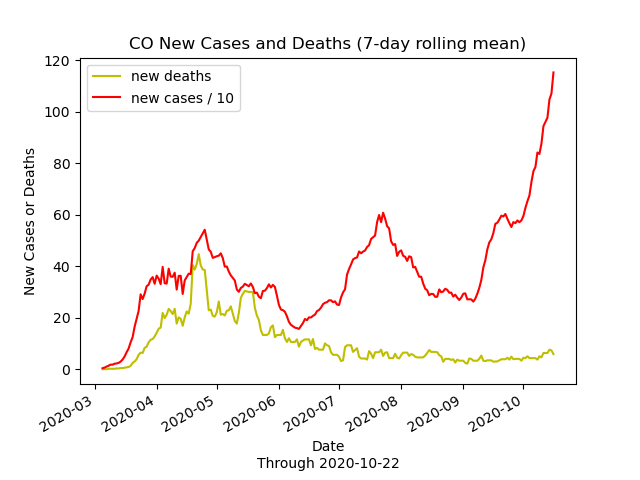 CO New Cases and Deaths (7-day rolling mean)
new deaths
new cases / 10
120
100
80
60
40
20
0
New Cases or Deaths
2020-03
2020-04
2020-05
2020-06
2020-07
2020-08
2020-09
2020-10
Date
Through 2020-10-22